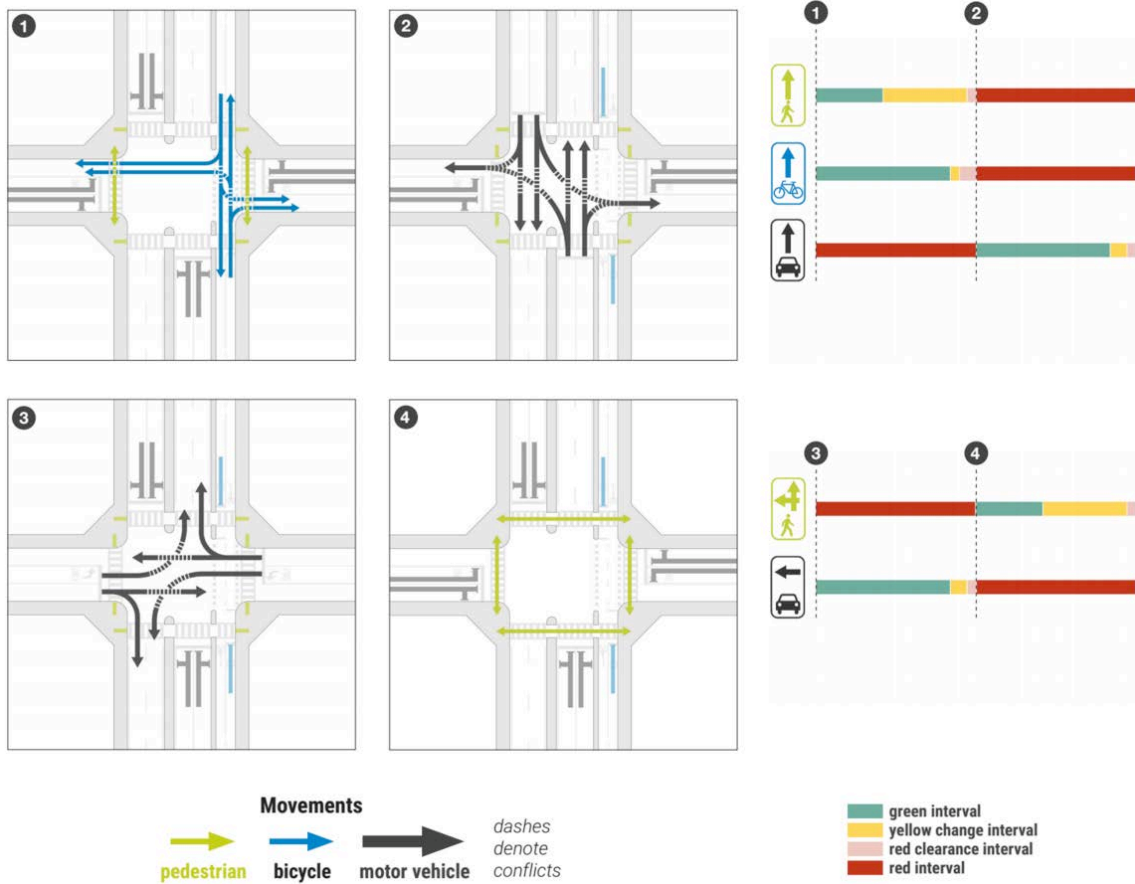 1
2
1
2
3
4
3
4
Movements
pedestrian
bicycle
motor vehicle
dashes
denote
conflicts
green interval
yellow change interval
red clearance interval
red interval